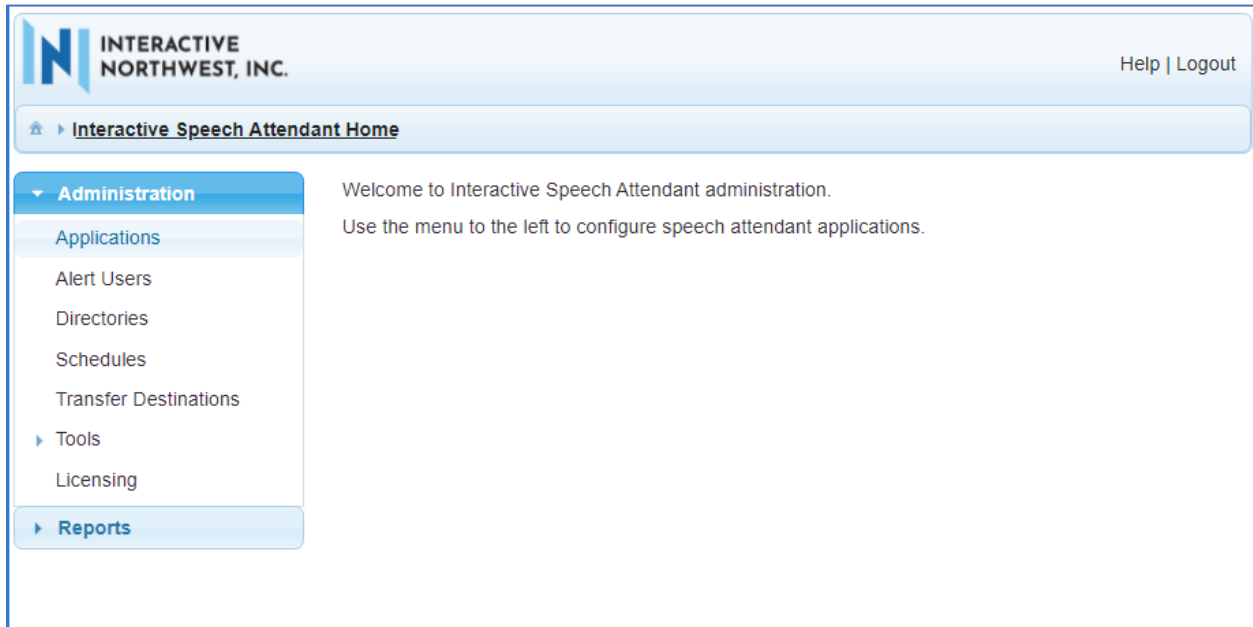 INTERACTIVE
NORTHWEST, INC.
Help | Logout
Interactive Speech Attendant Home
Administration
Applications
Alert Users
Directories
Schedules
Transfer Destinations
Tools
Licensing
Reports
Welcome to Interactive Speech Attendant administration.
Use the menu to the left to configure speech attendant applications.